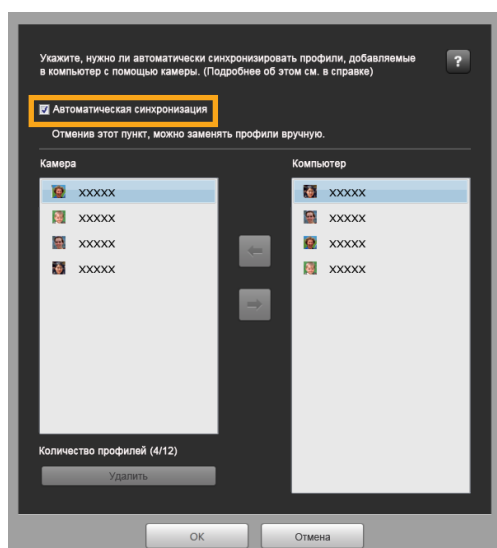 Укажите, нужно ли автоматически синхронизировать профили, добавляемые
в компьютер с помощью камеры. (Подробнее об этом см. в справке)
?
Автоматическая синхронизация
Отменив этот пункт, можно заменять профили вручную.
Камера
Компьютер
XXXXX
XXXXX
XXXXX
XXXXX
XXXXX
XXXXX
XXXXX
XXXXX
Количество профилей (4/12)
Удалить
OK
Отмена